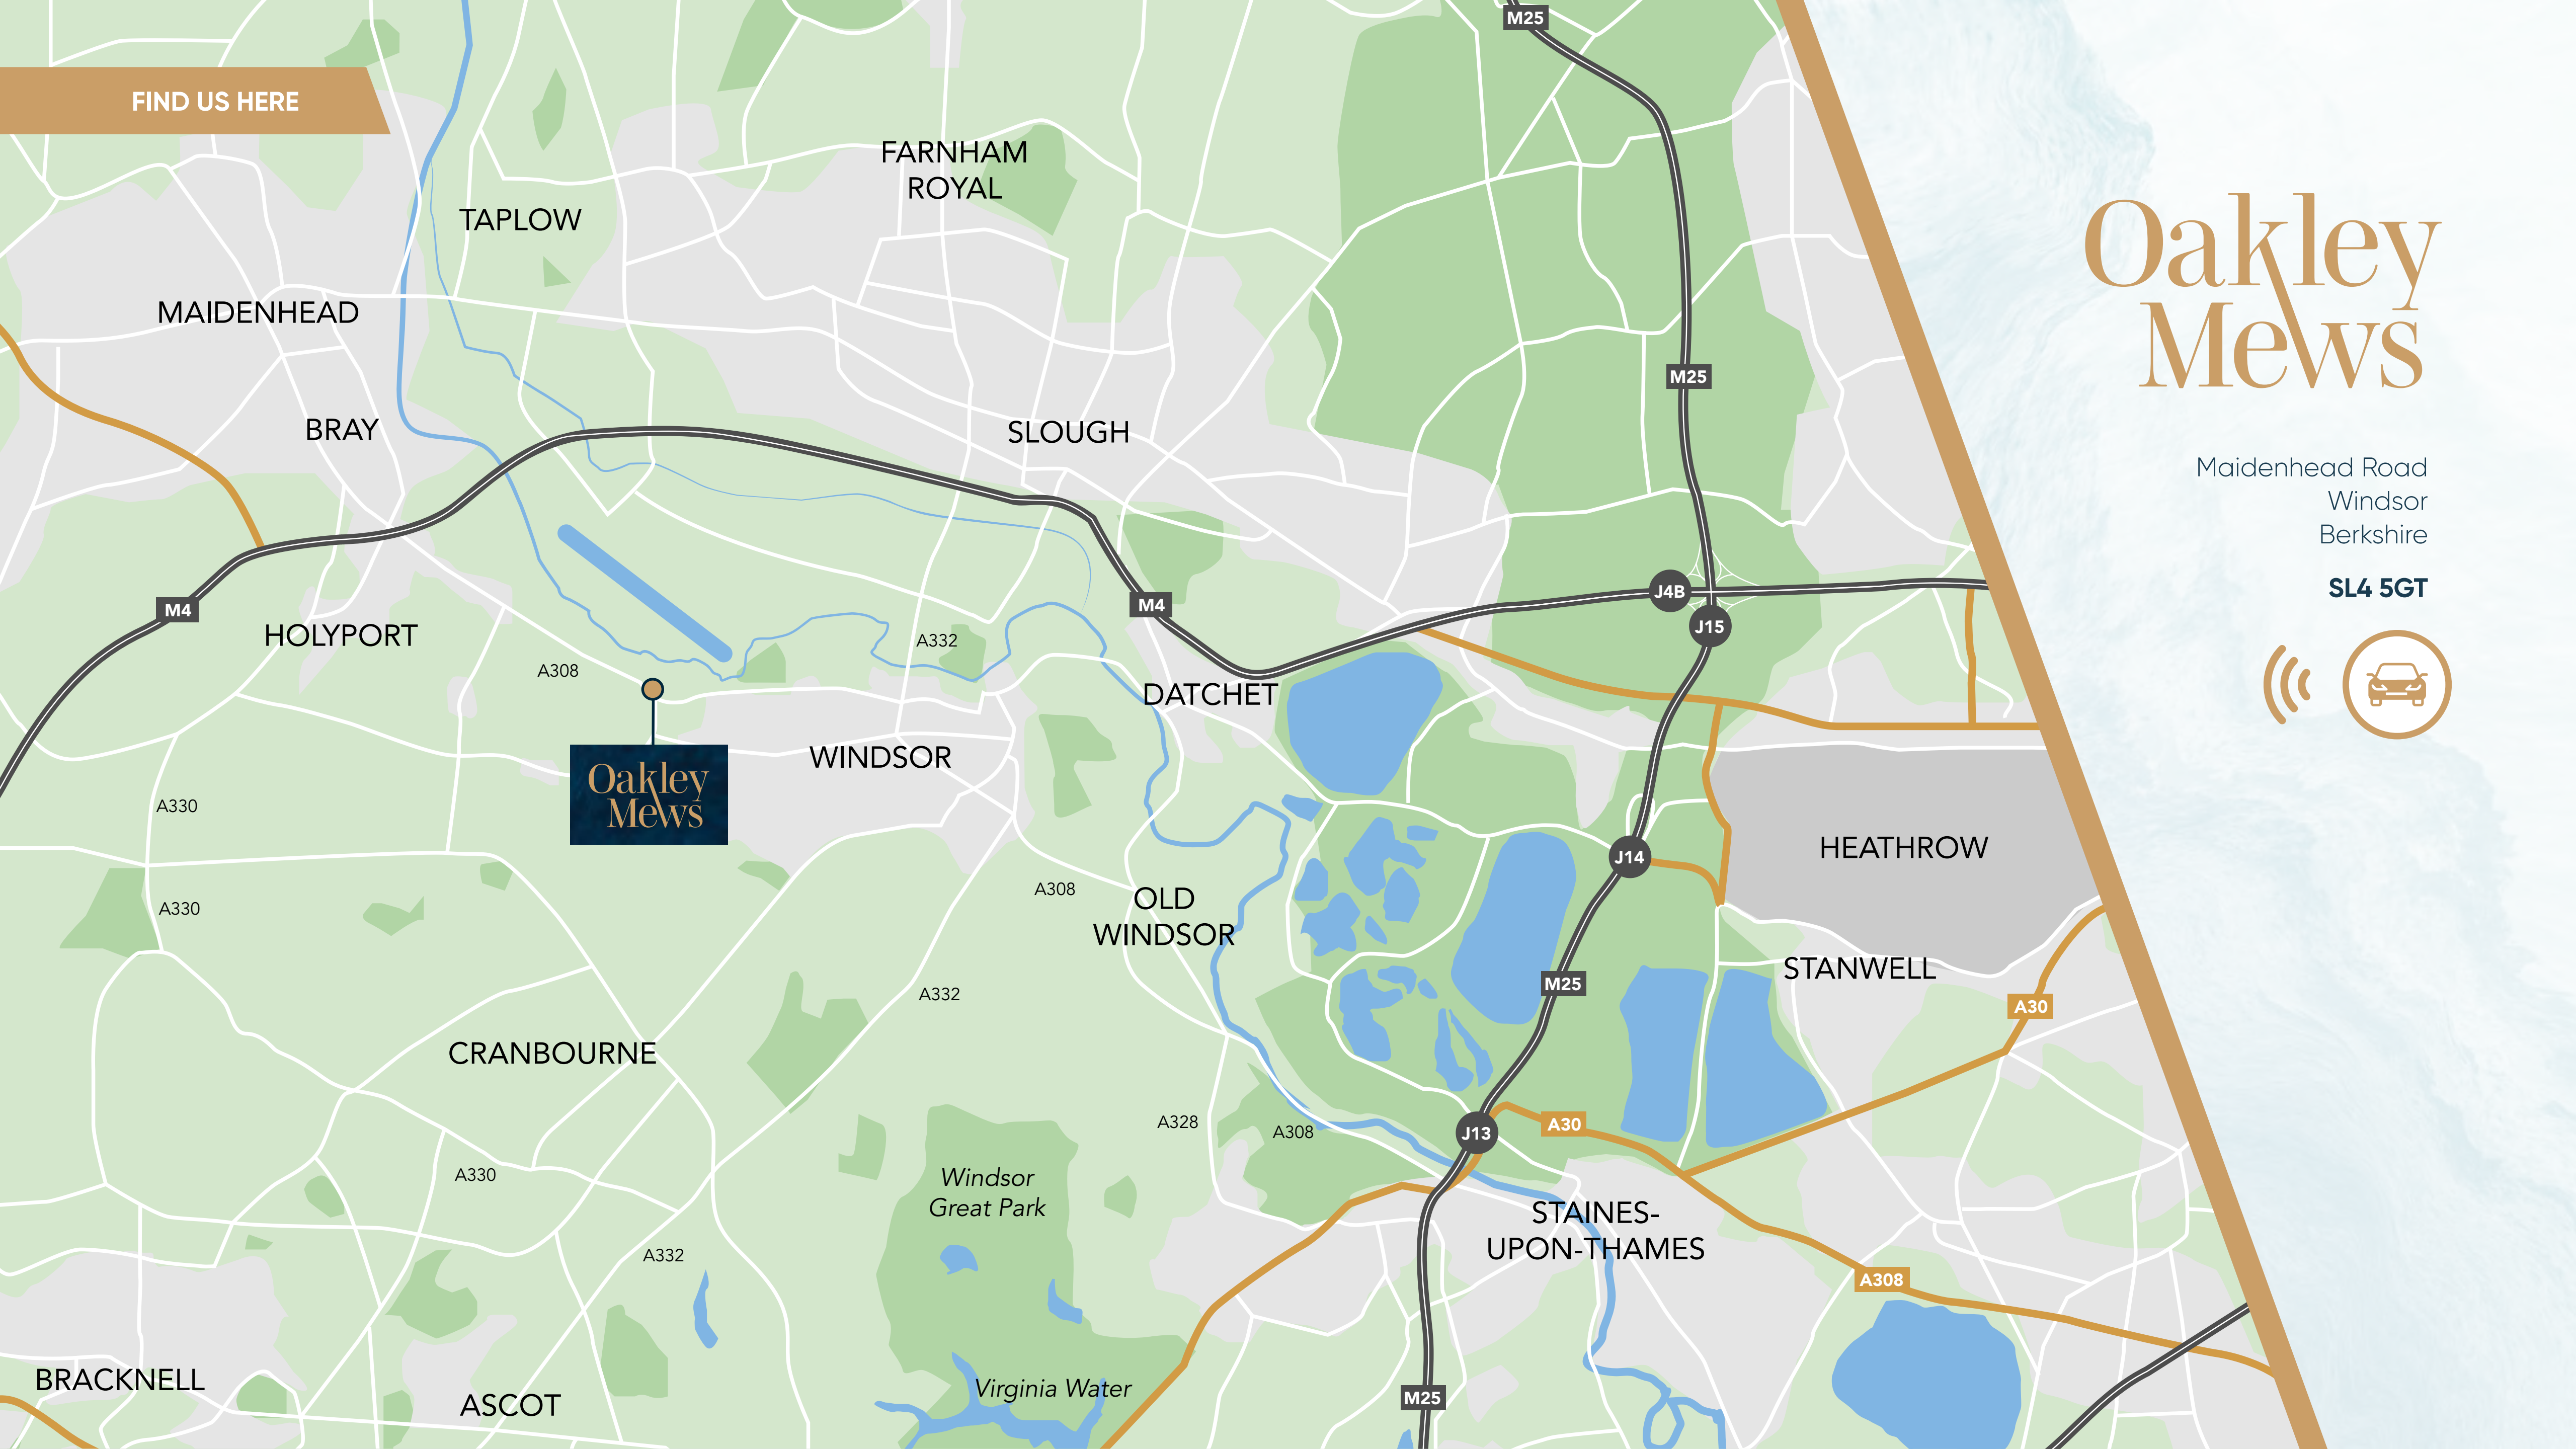 M25
FIND US HERE
FARNHAM
ROYAL
TAPLOW
MAIDENHEAD
M25
BRAY
SLOUGH
M4
M4
J4B
J15
HOLYPORT
A332
A308
DATCHET
WINDSOR
Oakley
Mews
A330
HEATHROW
J14
A308
OLD
WINDSOR
A330
STANWELL
M25
A332
A30
CRANBOURNE
A328
A308
J13
A30
A330
Windsor
Great Park
STAINES-
UPON-THAMES
A332
A308
BRACKNELL
ASCOT
Virginia Water
M25
Oakley
Mews
Maidenhead Road
Windsor
Berkshire
SL4 5GT